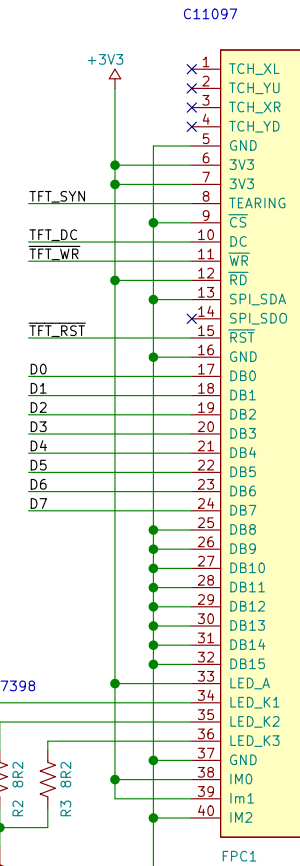 C11097
+3V3
1 TCH_XL
2 TCH_YU
3 TCH_XR
4 TCH_YD
5 GND
6 3V3
7 3V3
TFT_SYN 8 TEARING
9 CS
TFT_DC 10 DC
TFT_WR 11 WR
12 RD
13 SPI_SDA
14 SPI_SDO
TFT_RST 15 RST
16 GND
D0 17 DB0
D1 18 DB1
D2 19 DB2
D3 20 DB3
D4 21 DB4
D5 22 DB5
D6 23 DB6
D7 24 DB7
25 DB8
26 DB9
27 DB10
28 DB11
29 DB12
30 DB13
31 DB14
32 DB15
7398 33 LED_A
34 LED_K1
35 LED_K2
36 LED_K3
37 GND
38 IM0
39 Im1
40 IM2
R2 8R2
R3 8R2
FPC1